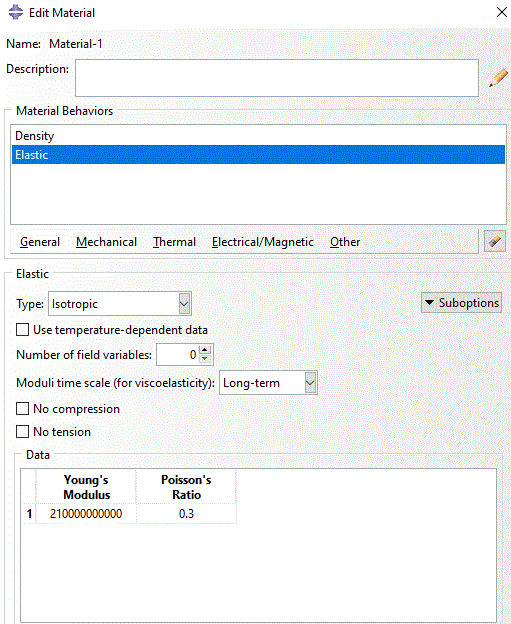 Edit Material
Name: Material-1
Description:
Material Behaviors
Density
Elastic
General Mechanical Thermal Electrical/Magnetic Other
Elastic
Type: Isotropic
Suboptions
Use temperature-dependent data
Number of field variables: 0
Moduli time scale (for viscoelasticity): Long-term
No compression
No tension
Data
Young's Poisson's
Modulus Ratio
1 210000000000 0.3